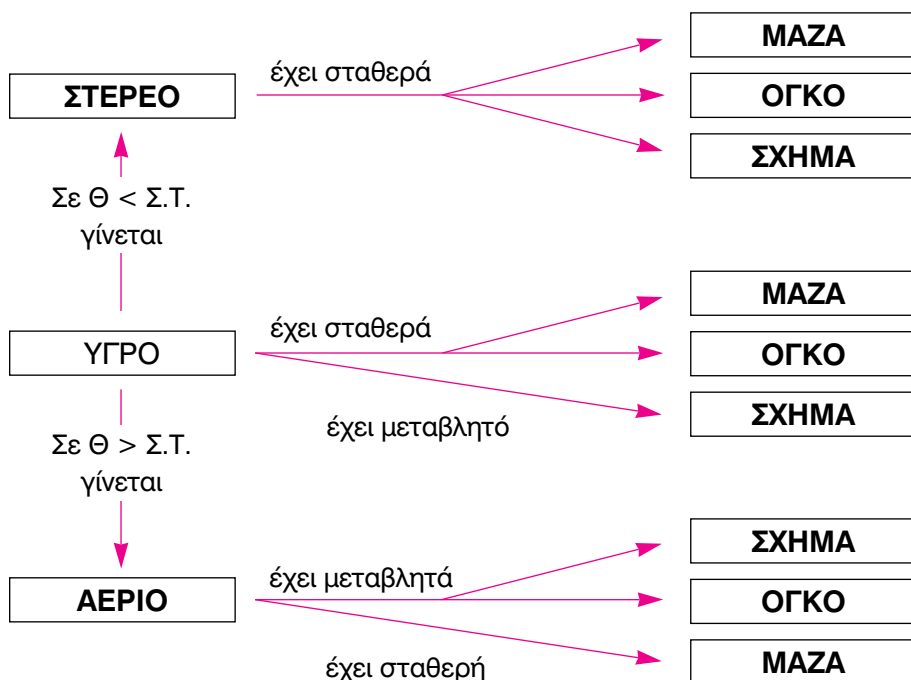 ΜΑΖΑ
έχει σταθερά
ΣΤΕΡΕΟ
ΟΓΚΟ
ΣΧΗΜΑ
Σε Θ < Σ.Τ.
γίνεται
ΜΑΖΑ
έχει σταθερά
ΥΓΡΟ
ΟΓΚΟ
ΣΧΗΜΑ
έχει μεταβλητό
Σε Θ > Σ.Τ.
γίνεται
ΣΧΗΜΑ
έχει μεταβλητά
ΑΕΡΙΟ
ΟΓΚΟ
ΜΑΖΑ
έχει σταθερή